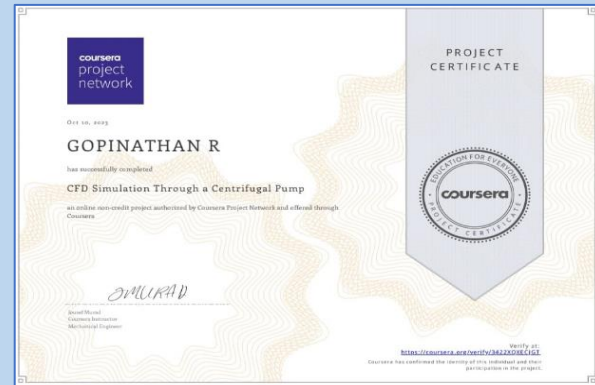 coursera
project
network
Oct 10, 2023
GOPINATHAN R
has successfully completed
CFD Simulation Through a Centrifugal Pump
an online non-credit project authorized by Coursera Project Network and offered through
Coursera
Coursera Instructor
Mechanical Engineer
PROJECT
CERTIFICATE
EDUCATION FOR EVERYONE
coursera
PROJECT CERTIFICATE
Verify at:
Coursera has confirmed the identity of this individual and their
participation in the project.